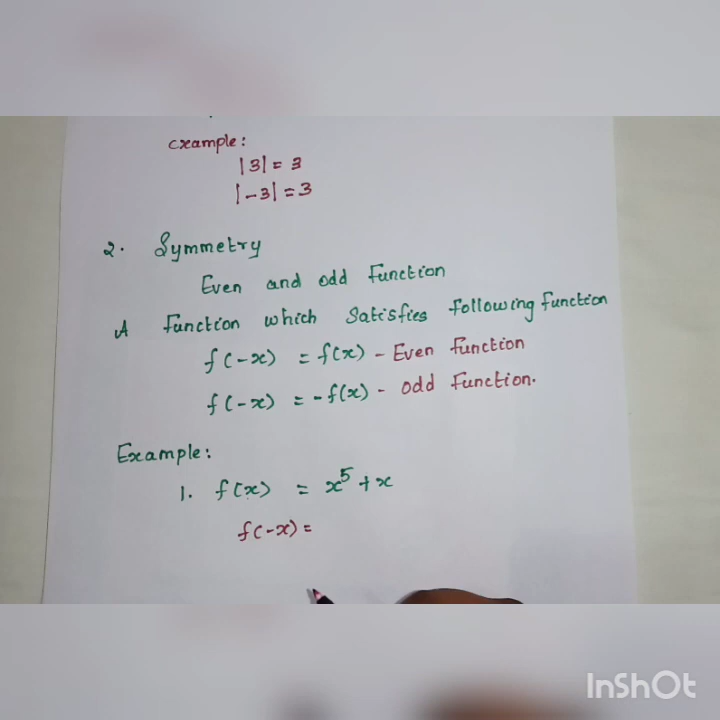 example:
|3| = 3
|-3| = 3
2. Symmetry
Even and odd Function
A function which satisfies following function
f(-x) = f(x) - Even function
f(-x) = -f(x) - odd Function.
Example:
1. f(x) = x⁵ + x
f(-x) =
InShOt